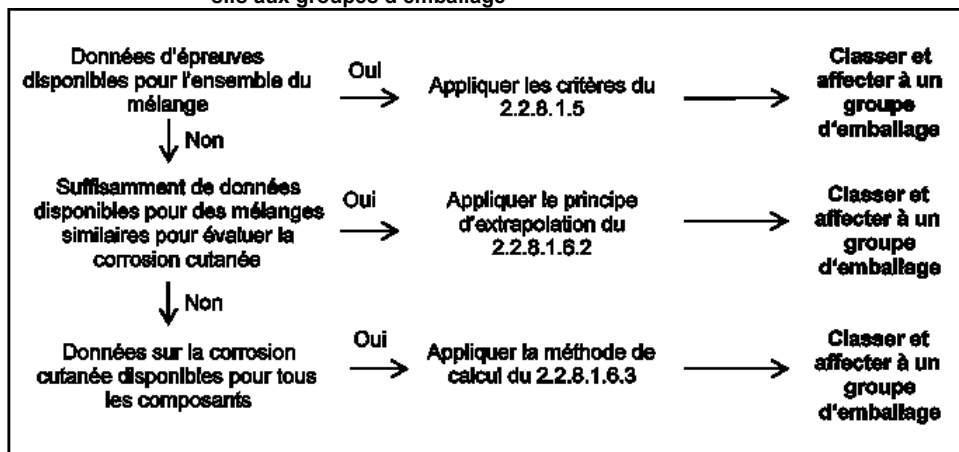 aux groupes d'emballage
Données d'épreuves
disponibles pour l'ensemble du
mélange
Oui
Appliquer les critères du
2.2.8.1.5
Classer et
affecter à un
groupe
d'emballage
Non
Suffisamment de données
disponibles pour des mélanges
similaires pour évaluer la
corrosion cutanée
Oui
Appliquer le principe
d'extrapolation du
2.2.8.1.6.2
Classer et
affecter à un
groupe
d'emballage
Non
Données sur la corrosion
cutanée disponibles pour tous
les composants
Oui
Appliquer la méthode de
calcul du 2.2.8.1.6.3
Classer et
affecter à un
groupe
d'emballage